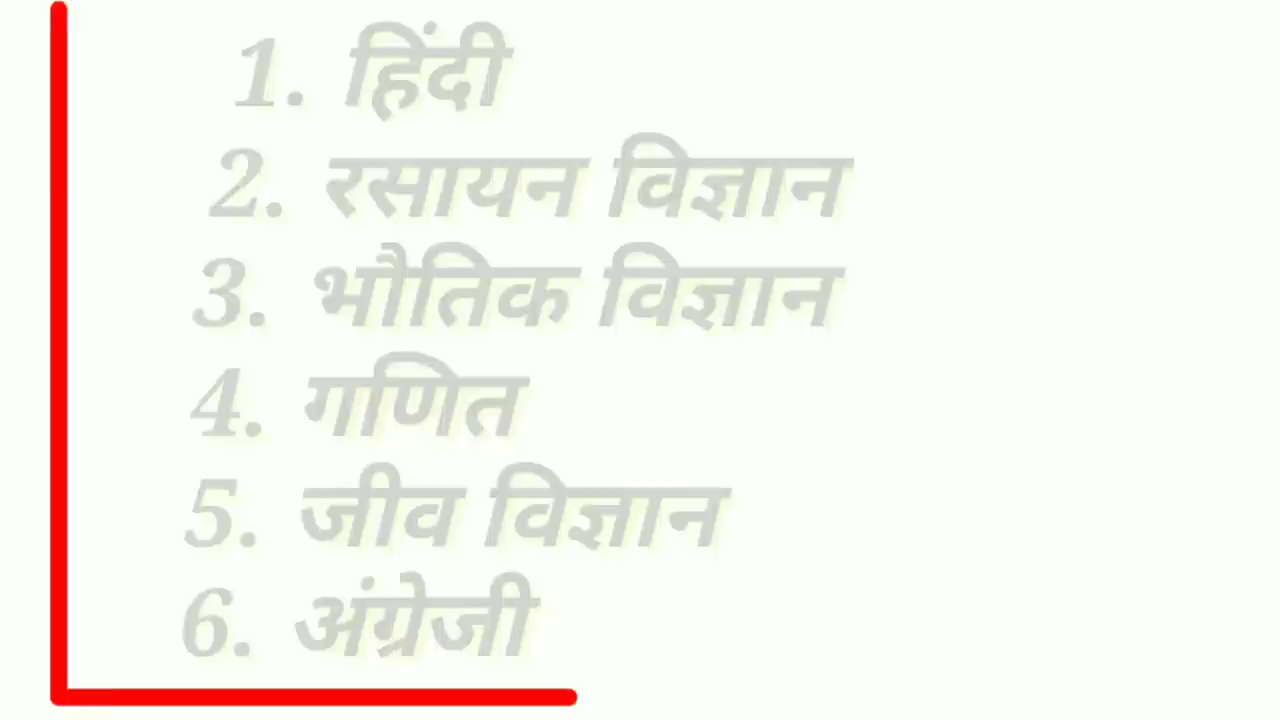 1. हिंदी
2. रसायन विज्ञान
3. भौतिक विज्ञान
4. गणित
5. जीव विज्ञान
6. अंग्रेजी